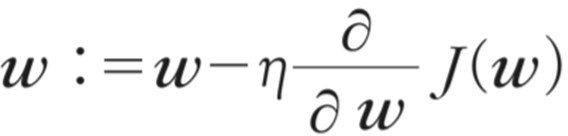 w := w − η ∂/∂w J(w)